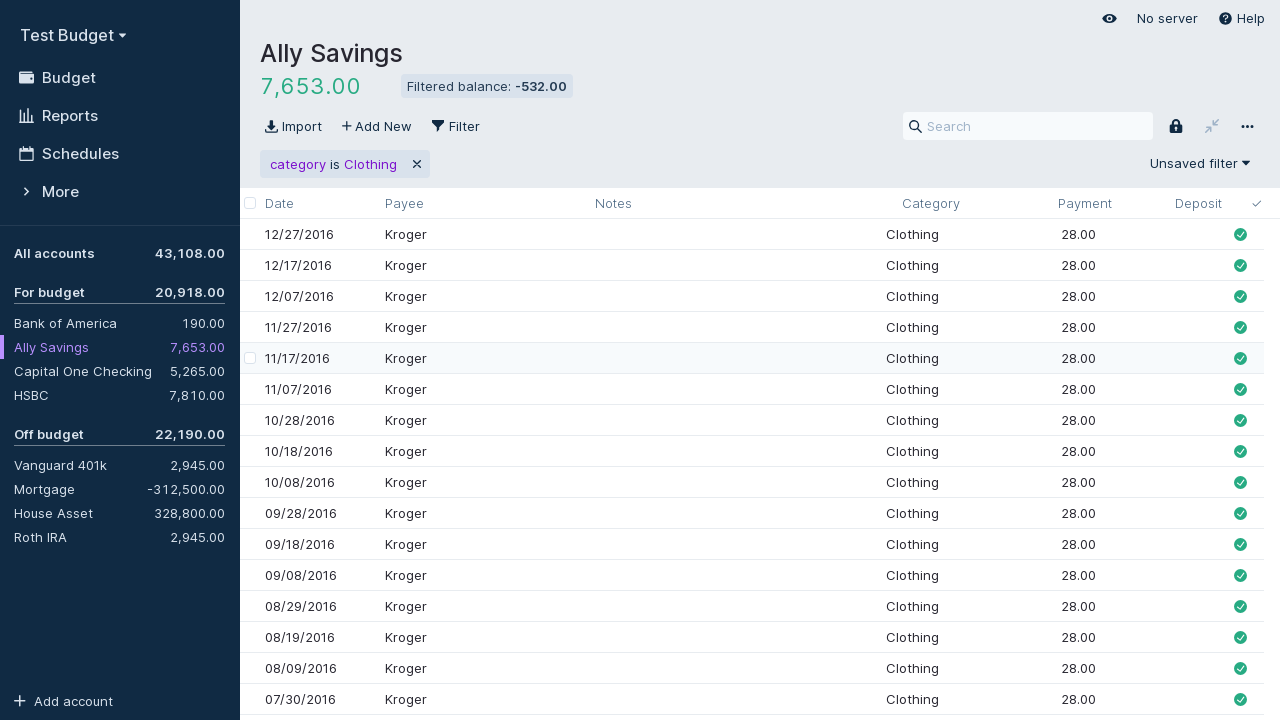 Test Budget
Budget
Reports
Schedules
More
All accounts 43,108.00
For budget 20,918.00
Bank of America 190.00
Ally Savings 7,653.00
Capital One Checking 5,265.00
HSBC 7,810.00
Off budget 22,190.00
Vanguard 401k 2,945.00
Mortgage -312,500.00
House Asset 328,800.00
Roth IRA 2,945.00
Add account
No server Help
Ally Savings
7,653.00 Filtered balance: -532.00
Import Add New Filter Search
category is Clothing Unsaved filter
Date Payee Notes Category Payment Deposit
12/27/2016 Kroger Clothing 28.00
12/17/2016 Kroger Clothing 28.00
12/07/2016 Kroger Clothing 28.00
11/27/2016 Kroger Clothing 28.00
11/17/2016 Kroger Clothing 28.00
11/07/2016 Kroger Clothing 28.00
10/28/2016 Kroger Clothing 28.00
10/18/2016 Kroger Clothing 28.00
10/08/2016 Kroger Clothing 28.00
09/28/2016 Kroger Clothing 28.00
09/18/2016 Kroger Clothing 28.00
09/08/2016 Kroger Clothing 28.00
08/29/2016 Kroger Clothing 28.00
08/19/2016 Kroger Clothing 28.00
08/09/2016 Kroger Clothing 28.00
07/30/2016 Kroger Clothing 28.00